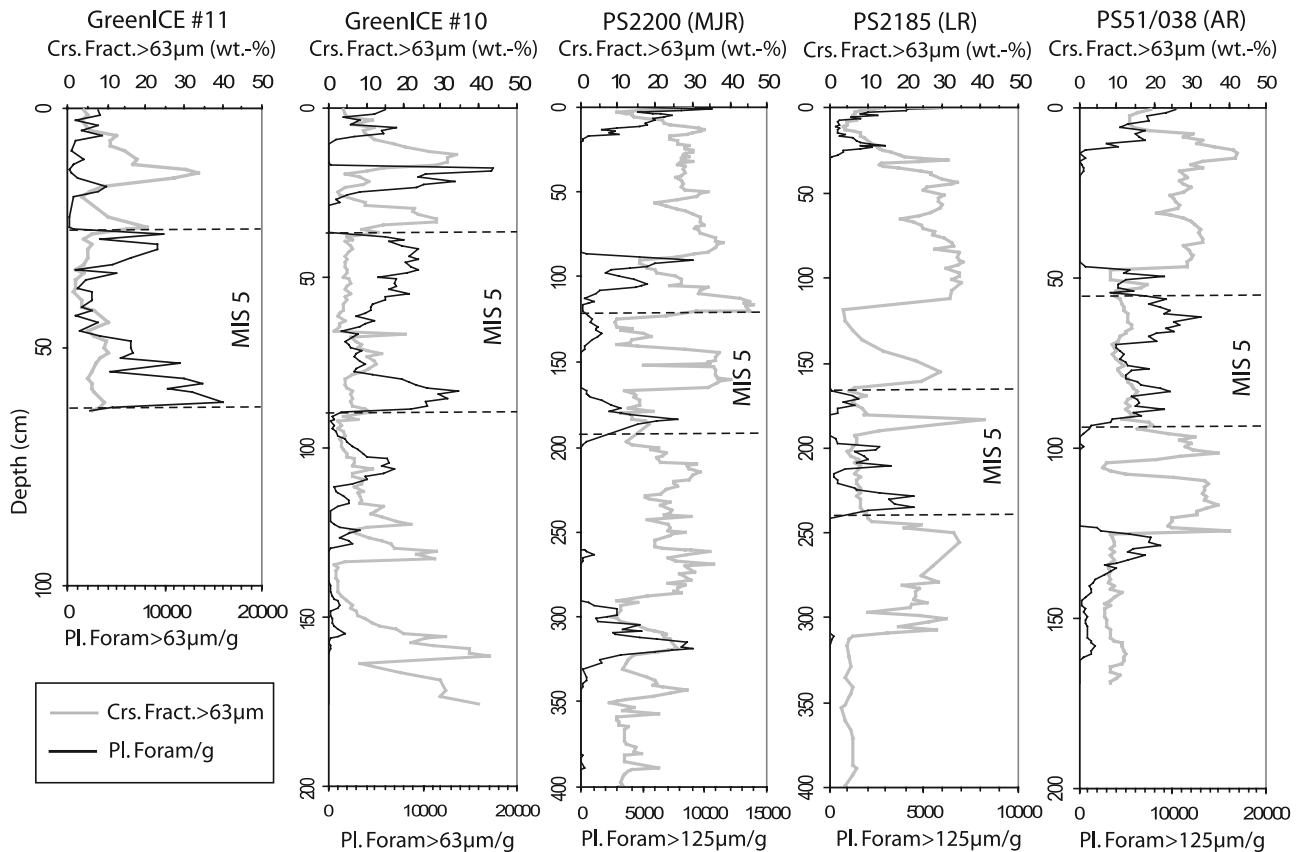 GreenICE #11
Crs. Fract.>63µm (wt.-%)
0 10 20 30 40 50
0
50
100
Depth (cm)
MIS 5
0 10000 20000
Pl. Foram>63µm/g
Crs. Fract.>63µm
Pl. Foram/g
GreenICE #10
Crs. Fract.>63µm (wt.-%)
0 10 20 30 40 50
0
50
100
150
200
MIS 5
0 10000 20000
Pl. Foram>63µm/g
PS2200 (MJR)
Crs. Fract.>63µm (wt.-%)
0 10 20 30 40 50
0
50
100
150
200
250
300
350
400
MIS 5
0 5000 10000 15000
Pl. Foram>125µm/g
PS2185 (LR)
Crs. Fract.>63µm (wt.-%)
0 10 20 30 40 50
0
50
100
150
200
250
300
350
400
MIS 5
0 5000 10000
Pl. Foram>125µm/g
PS51/038 (AR)
Crs. Fract.>63µm (wt.-%)
0 10 20 30 40 50
0
50
100
150
200
MIS 5
0 10000 20000
Pl. Foram>125µm/g